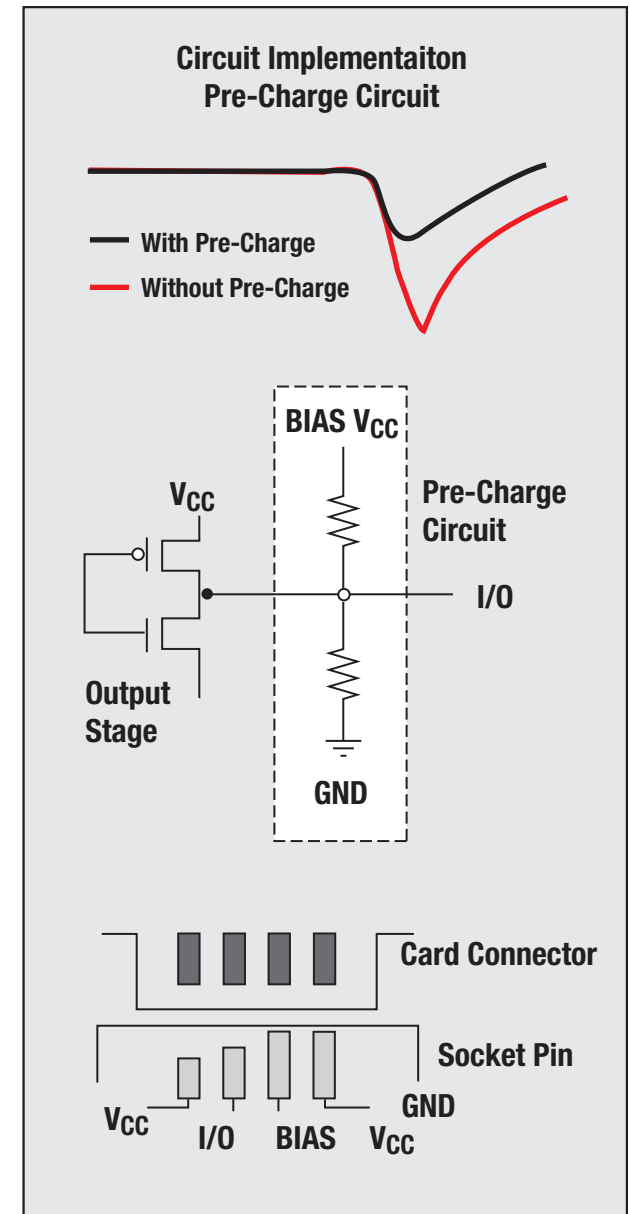 Circuit Implementaiton
Pre-Charge Circuit
With Pre-Charge
Without Pre-Charge
BIAS VCC
VCC
Pre-Charge
Circuit
I/O
Output
Stage
GND
Card Connector
Socket Pin
VCC
I/O
BIAS
VCC
GND